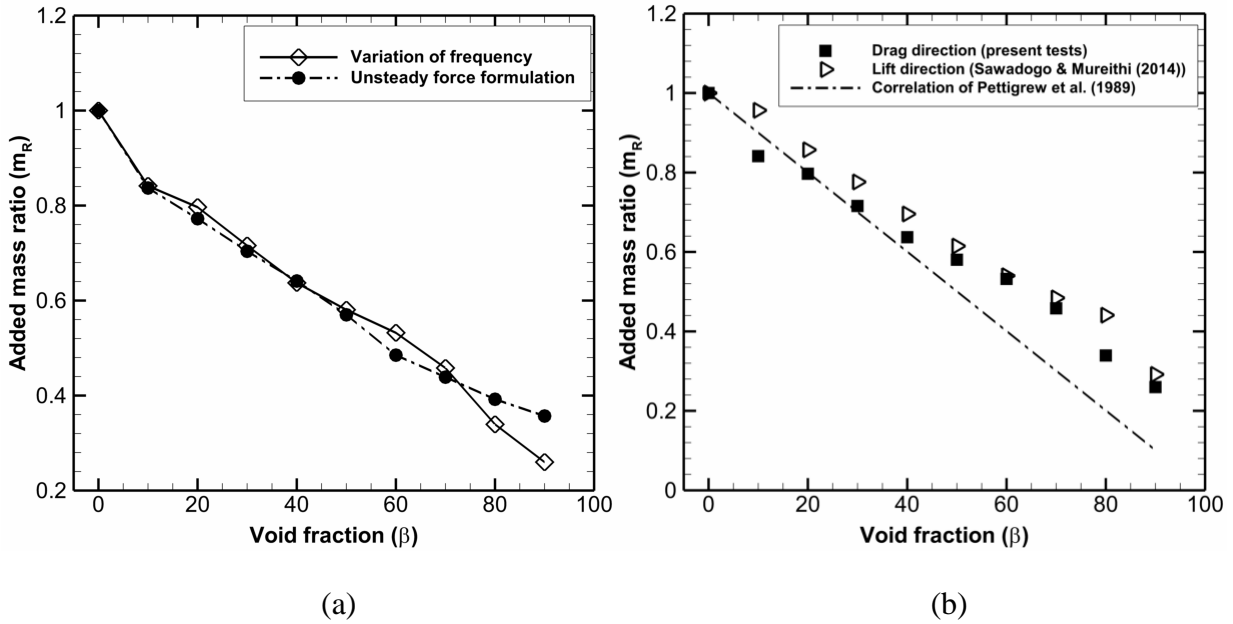 1.2
1
0.8
0.6
0.4
0.2
0 20 40 60 80 100
Added mass ratio (mR)
Void fraction (β)
Variation of frequency
Unsteady force formulation
(a)
1.2
1
0.8
0.6
0.4
0.2
0
0 20 40 60 80 100
Added mass ratio (mR)
Void fraction (β)
Drag direction (present tests)
Lift direction (Sawadogo & Mureithi (2014))
Correlation of Pettigrew et al. (1989)
(b)